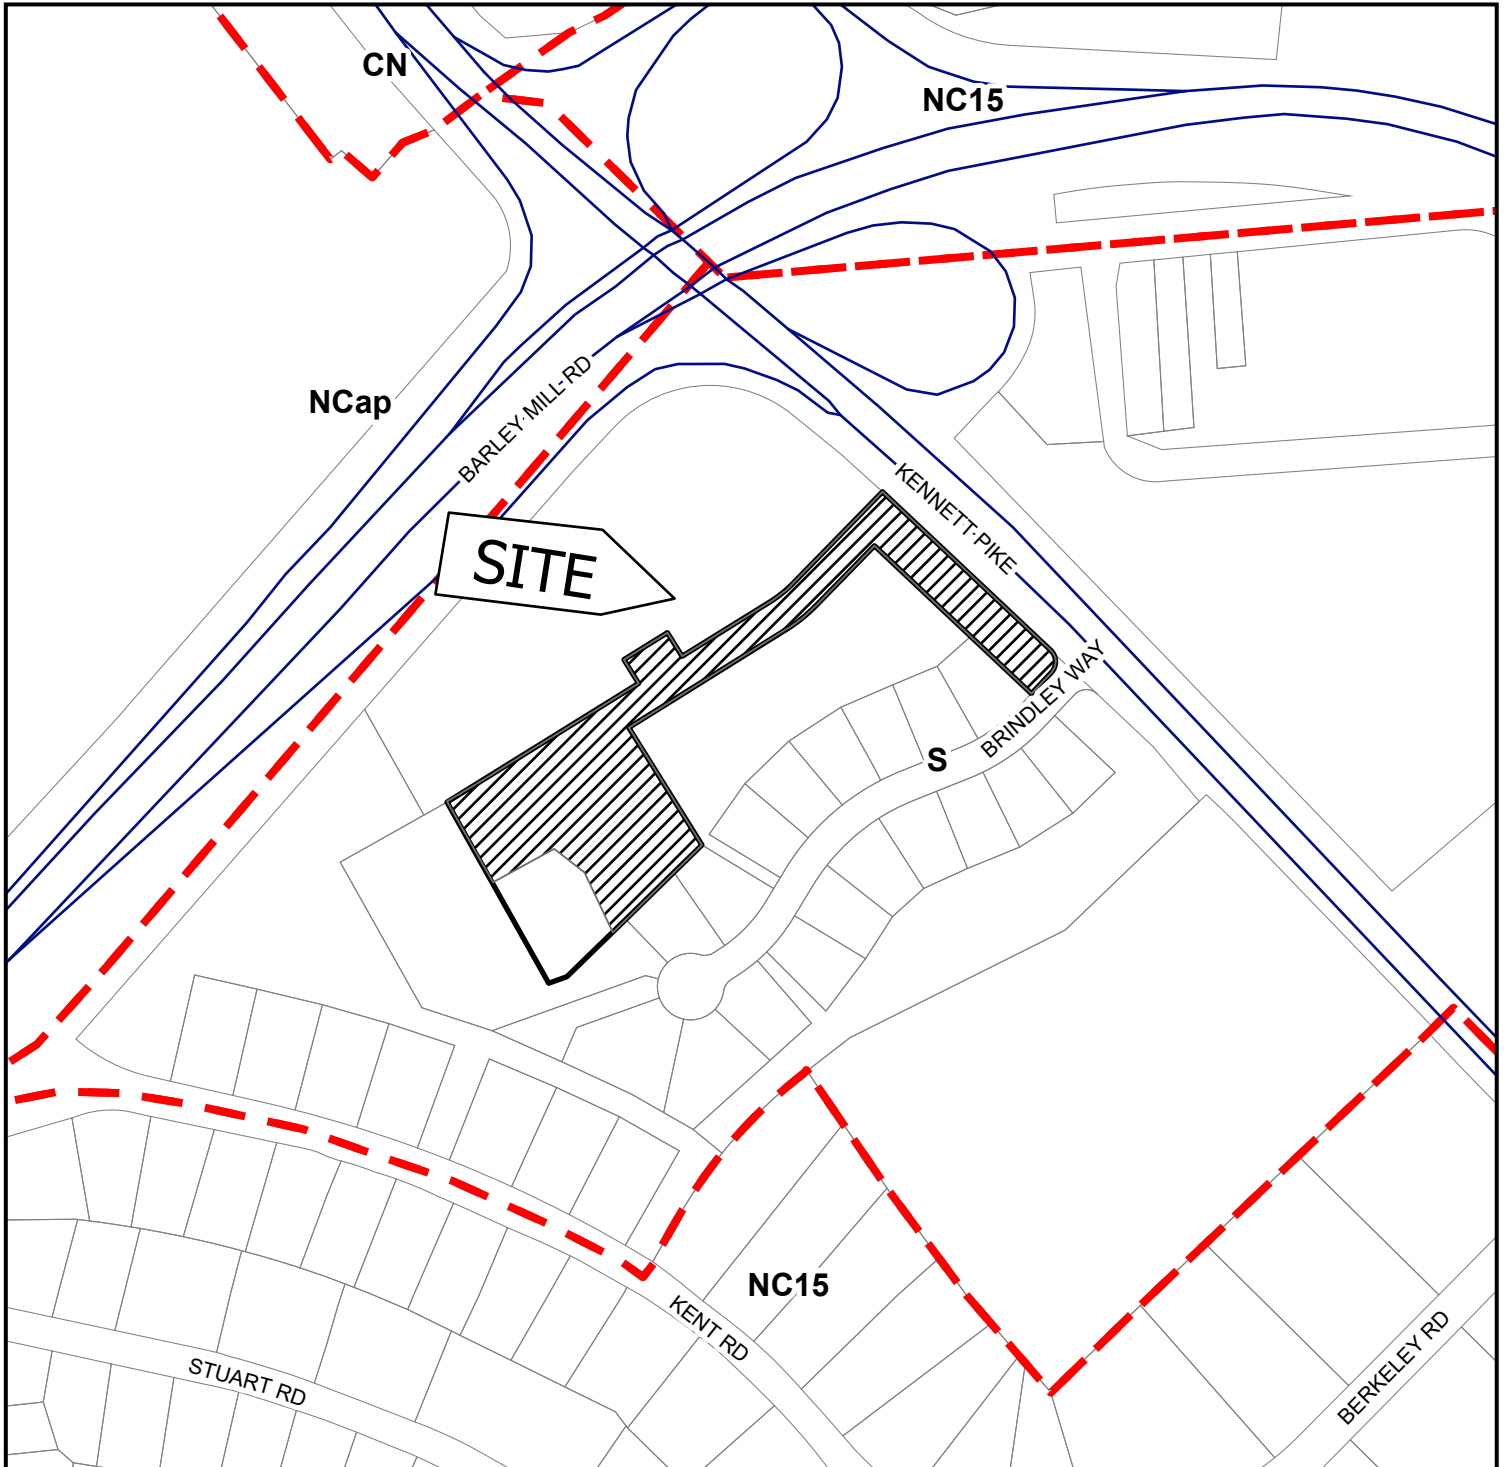 CN
NC15
NCap
BARLEY MILL RD
KENNETT PIKE
SITE
BRINDLEY WAY
S
NC15
KENT RD
STUART RD
BERKELEY RD